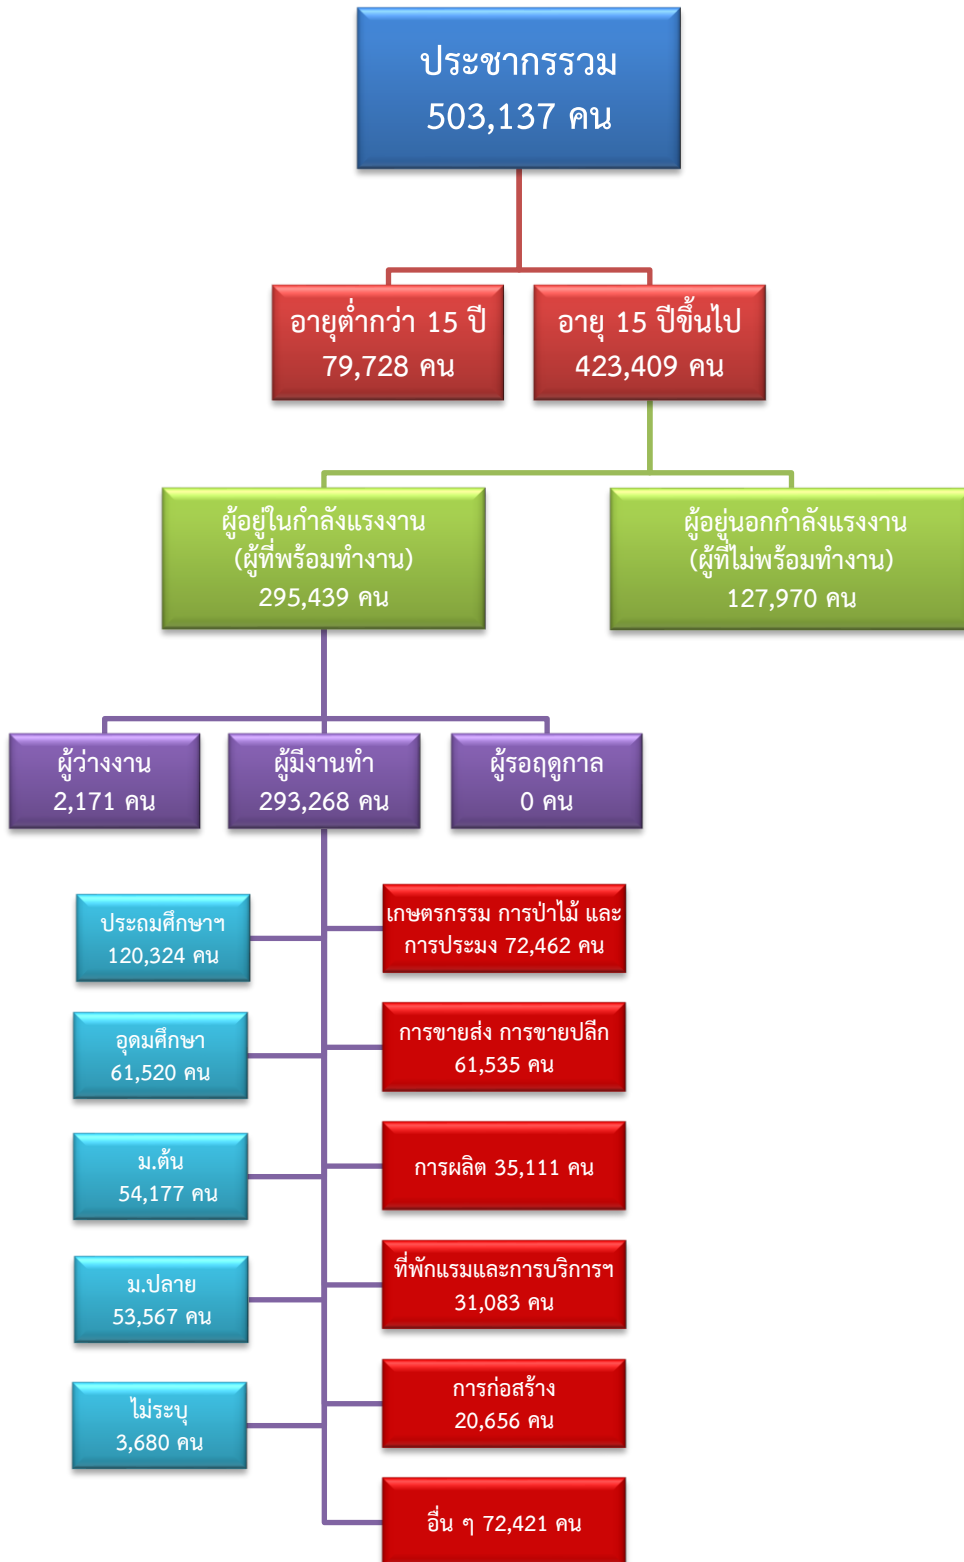 ประชากรรวม
503,137 คน
อายุต่ำกว่า 15 ปี
79,728 คน
อายุ 15 ปีขึ้นไป
423,409 คน
ผู้อยู่ในกำลังแรงงาน
(ผู้ที่พร้อมทำงาน)
295,439 คน
ผู้อยู่นอกกำลังแรงงาน
(ผู้ที่ไม่พร้อมทำงาน)
127,970 คน
ผู้ว่างงาน
2,171 คน
ผู้มีงานทำ
293,268 คน
ผู้รอฤดูกาล
0 คน
ประถมศึกษาฯ
120,324 คน
อุดมศึกษา
61,520 คน
ม.ต้น
54,177 คน
ม.ปลาย
53,567 คน
ไม่ระบุ
3,680 คน
เกษตรกรรม การป่าไม้ และ
การประมง 72,462 คน
การขายส่ง การขายปลีก
61,535 คน
การผลิต 35,111 คน
ที่พักแรมและการบริการฯ
31,083 คน
การก่อสร้าง
20,656 คน
อื่น ๆ 72,421 คน